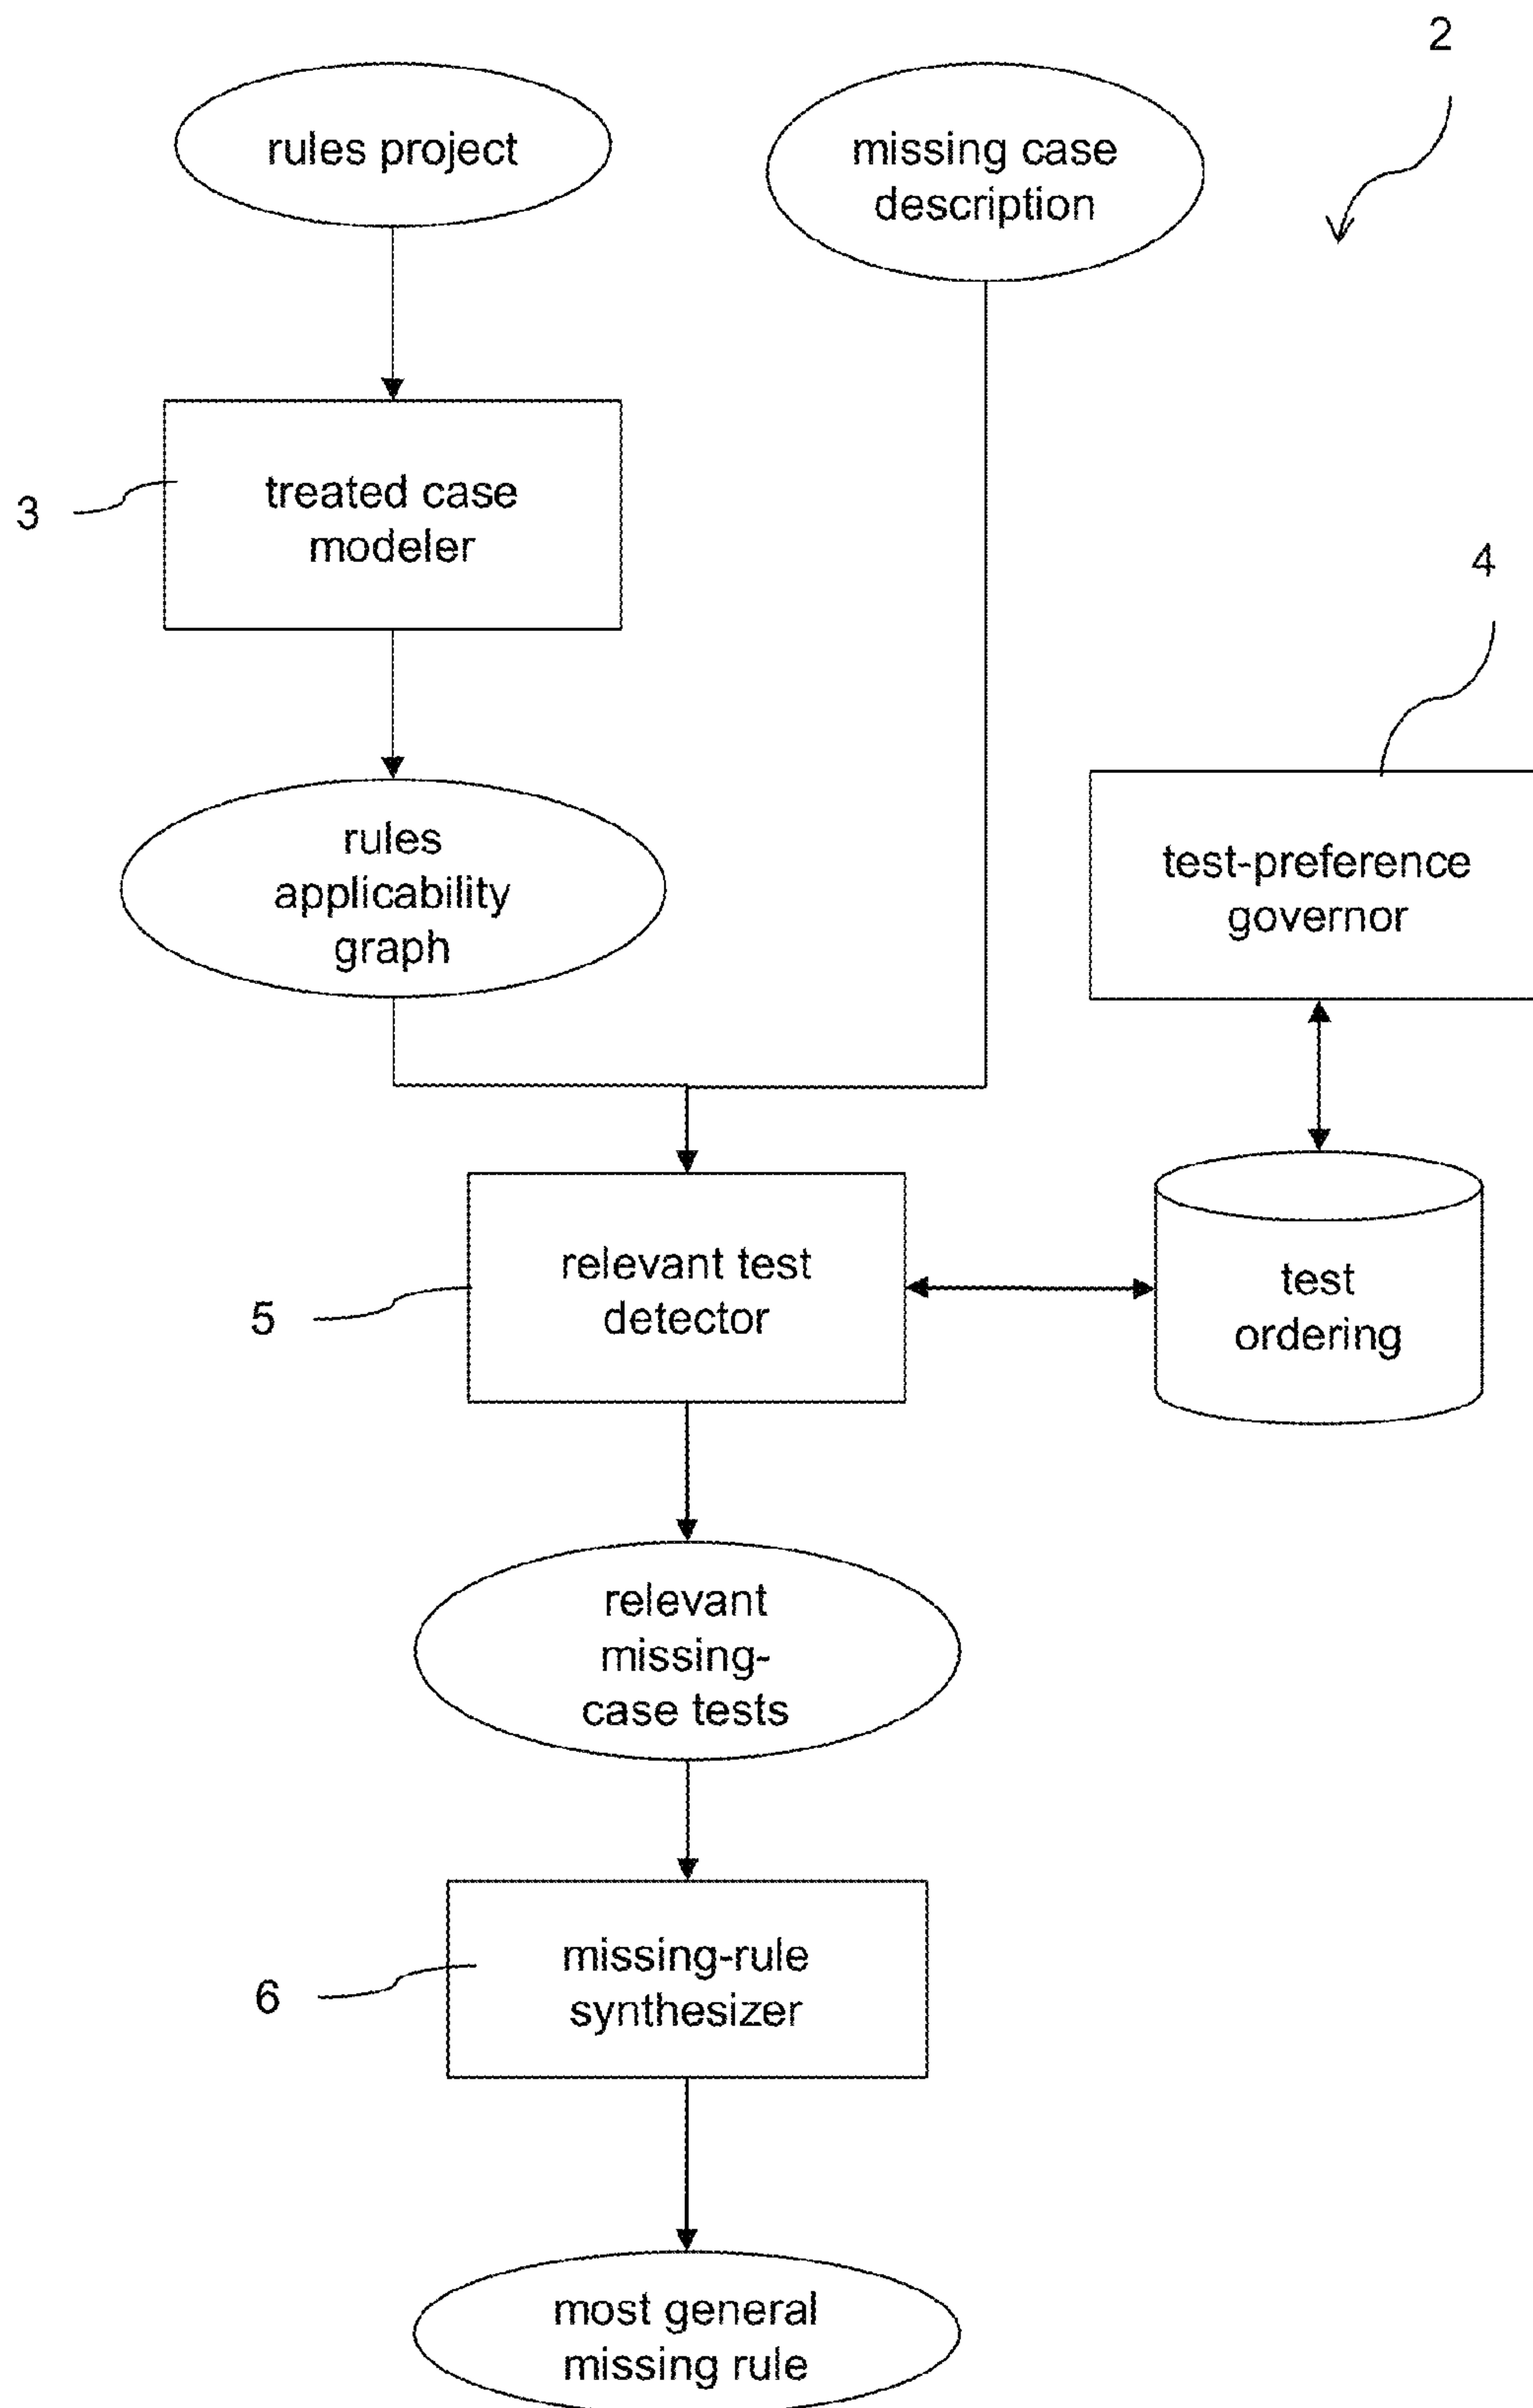 2
rules project
missing case
description
3
treated case
modeler
4
rules
applicability
graph
test-preference
governor
5
relevant test
detector
test
ordering
relevant
missing-
case tests
6
missing-rule
synthesizer
most general
missing rule